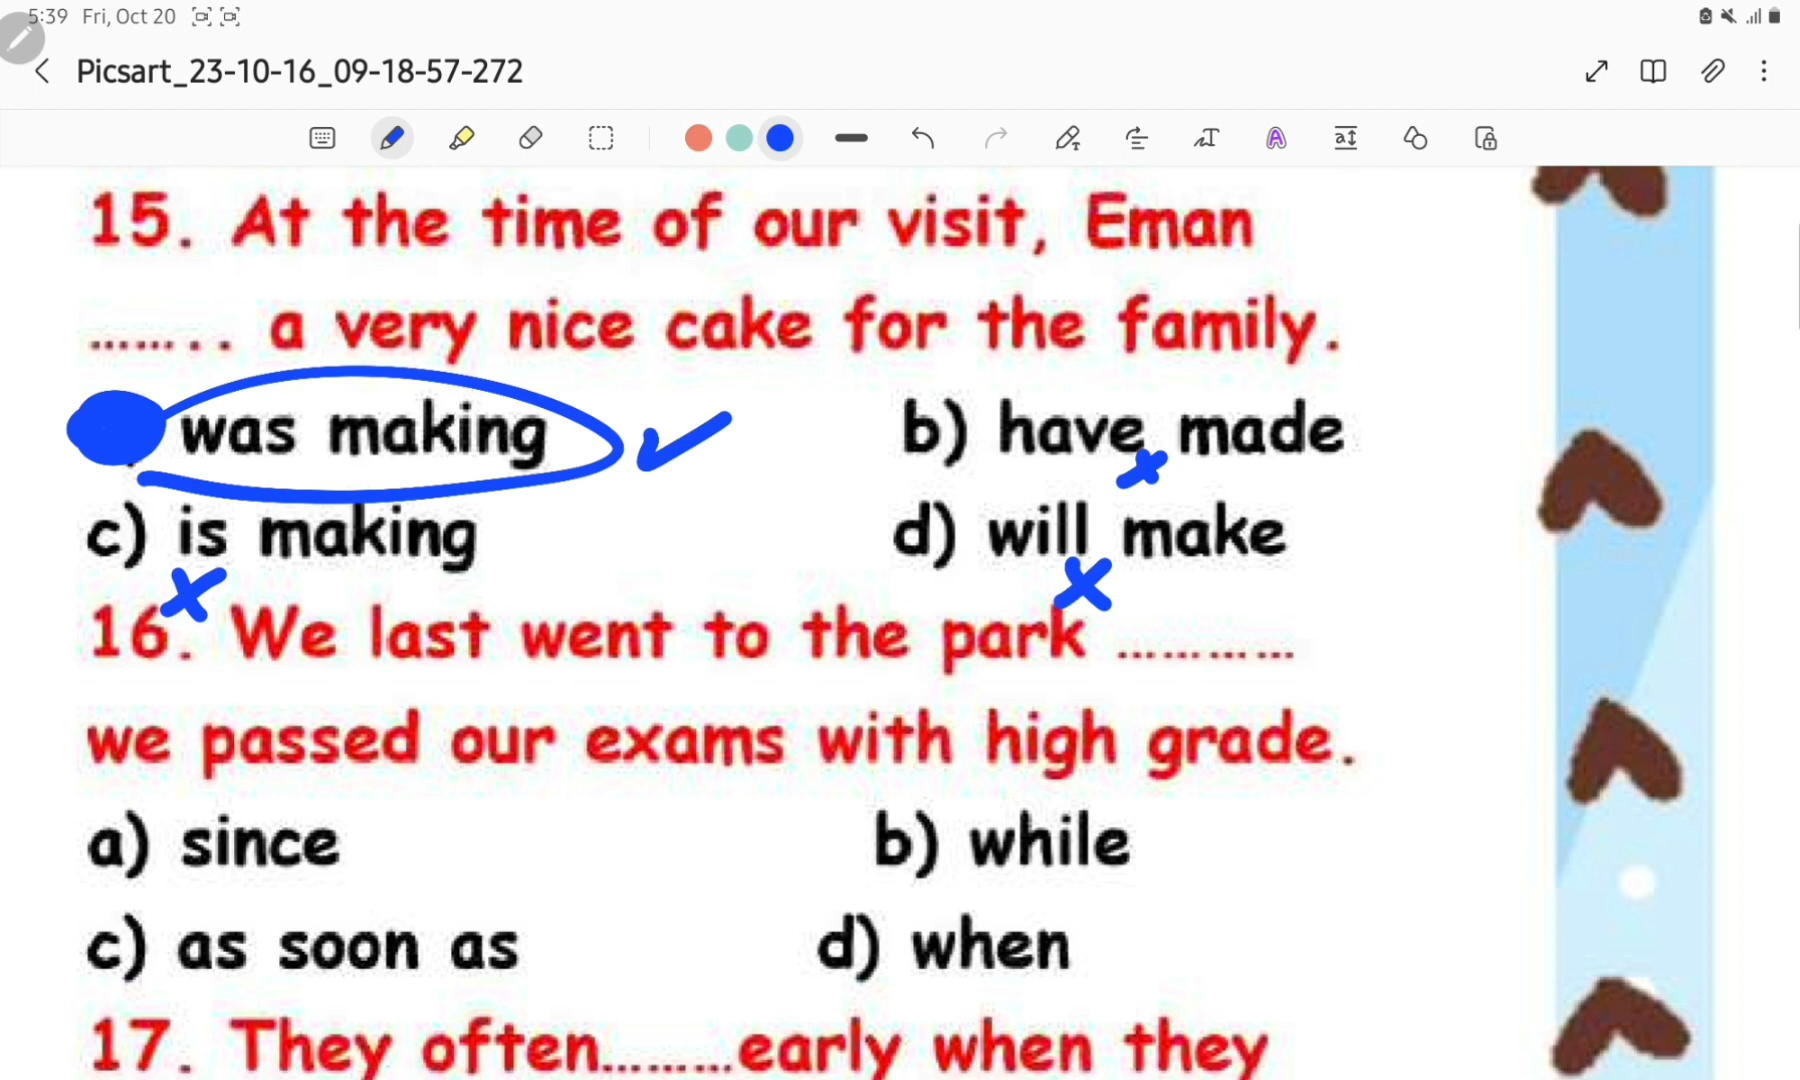 5:39 Fri, Oct 20
Picsart_23-10-16_09-18-57-272
15. At the time of our visit, Eman
........ a very nice cake for the family.
was making
b) have made
c) is making
d) will make
16. We last went to the park ............
we passed our exams with high grade.
a) since
b) while
c) as soon as
d) when
17. They often.........early when they